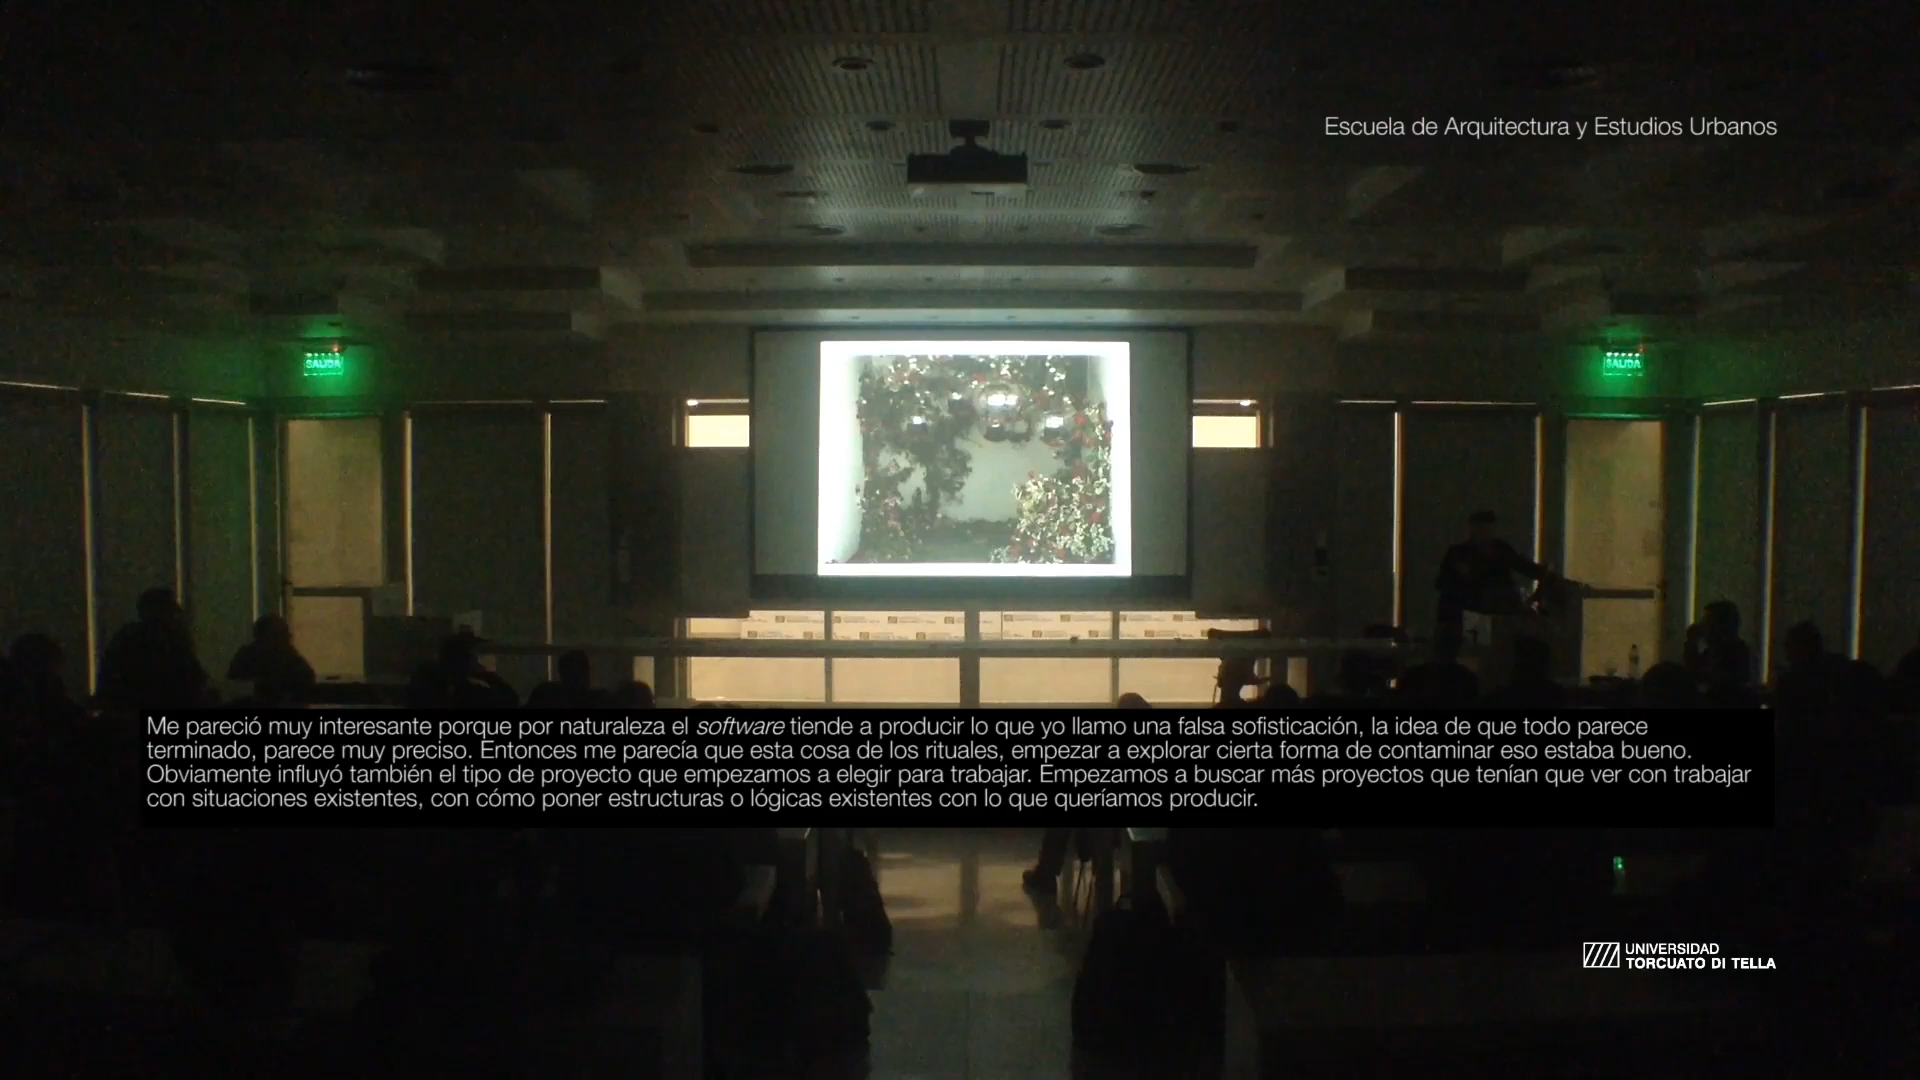 Escuela de Arquitectura y Estudios Urbanos
SALIDA
SALIDA
Me pareció muy interesante porque por naturaleza el software tiende a producir lo que yo llamo una falsa sofisticación, la idea de que todo parece
terminado, parece muy preciso. Entonces me parecía que esta cosa de los rituales, empezar a explorar cierta forma de contaminar eso estaba bueno.
Obviamente influyó también el tipo de proyecto que empezamos a elegir para trabajar. Empezamos a buscar más proyectos que tenían que ver con trabajar
con situaciones existentes, con cómo poner estructuras o lógicas existentes con lo que queríamos producir.
UNIVERSIDAD
TORCUATO DI TELLA